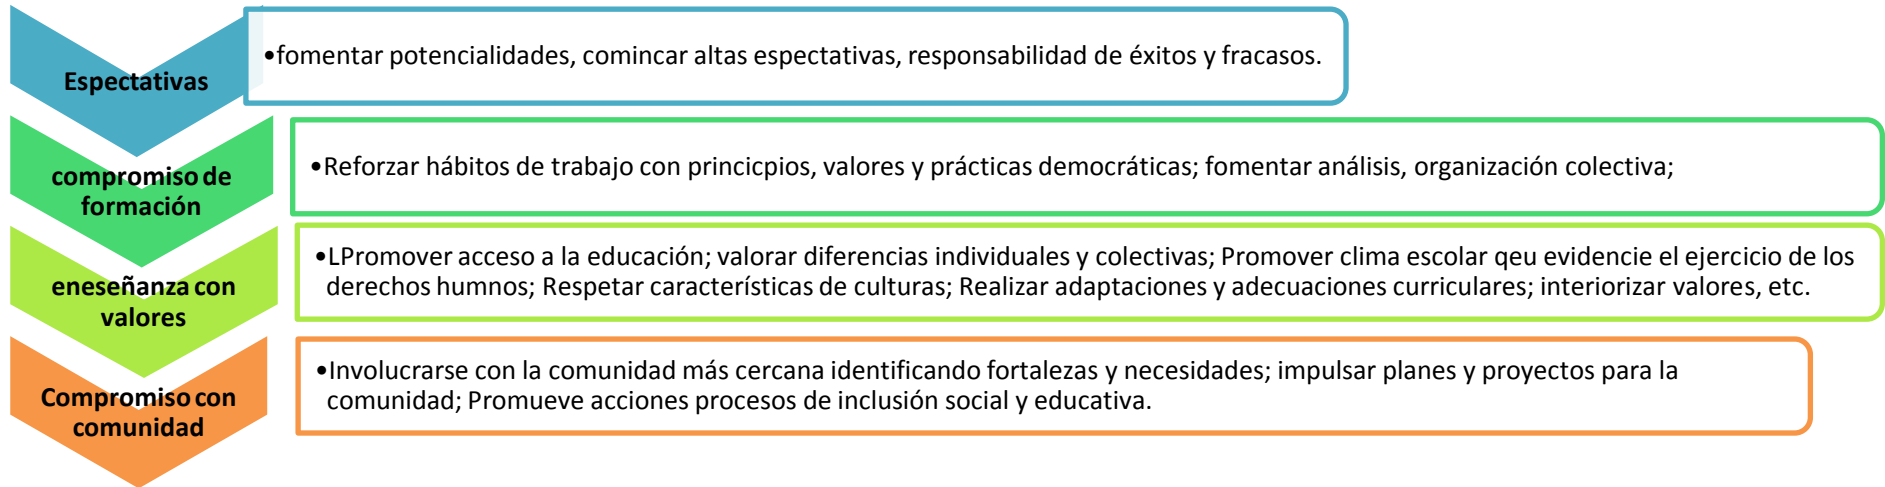 Espectativas
•fomentar potencialidades, comincar altas espectativas, responsabilidad de éxitos y fracasos.
compromiso de
formación
•Reforzar hábitos de trabajo con princicpios, valores y prácticas democráticas; fomentar análisis, organización colectiva;
eneseñanza con
valores
•LPromover acceso a la educación; valorar diferencias individuales y colectivas; Promover clima escolar qeu evidencie el ejercicio de los
derechos humnos; Respetar características de culturas; Realizar adaptaciones y adecuaciones curriculares; interiorizar valores, etc.
Compromiso con
comunidad
•Involucrarse con la comunidad más cercana identificando fortalezas y necesidades; impulsar planes y proyectos para la
comunidad; Promueve acciones procesos de inclusión social y educativa.